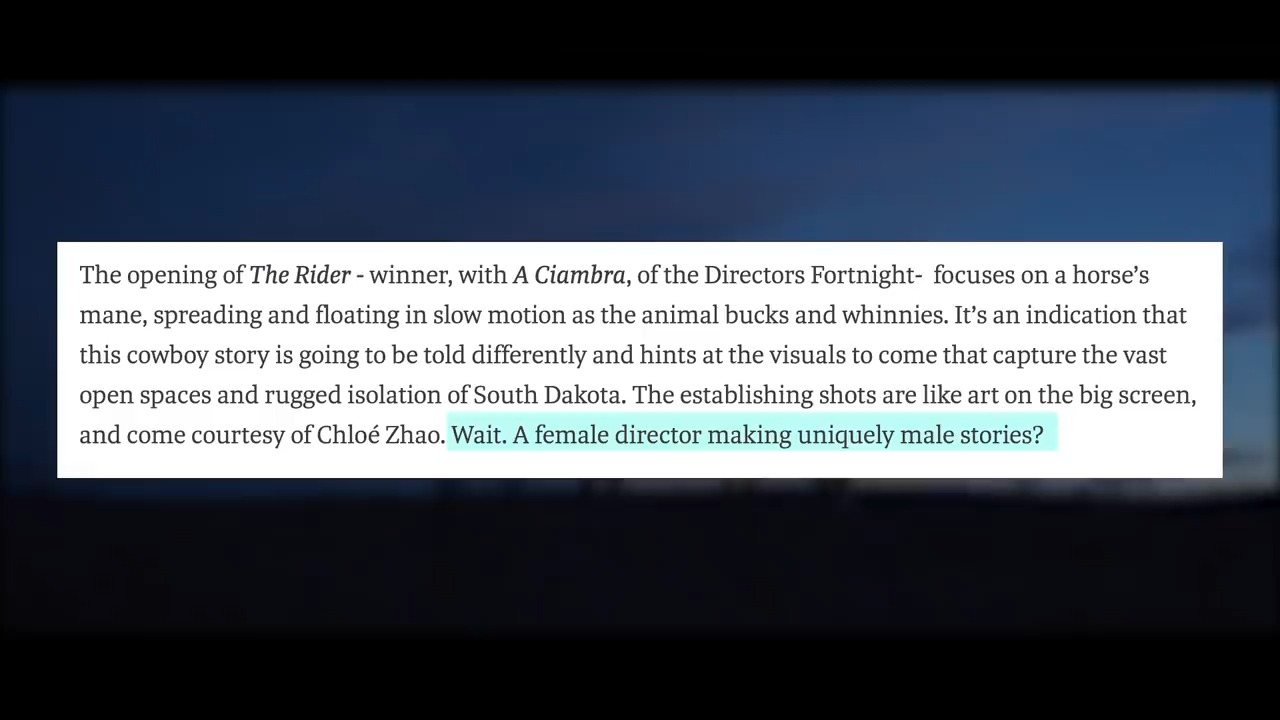 The opening of The Rider - winner, with A Ciambra, of the Directors Fortnight-  focuses on a horse’s
mane, spreading and floating in slow motion as the animal bucks and whinnies. It’s an indication that
this cowboy story is going to be told differently and hints at the visuals to come that capture the vast
open spaces and rugged isolation of South Dakota. The establishing shots are like art on the big screen,
and come courtesy of Chloé Zhao. Wait. A female director making uniquely male stories?